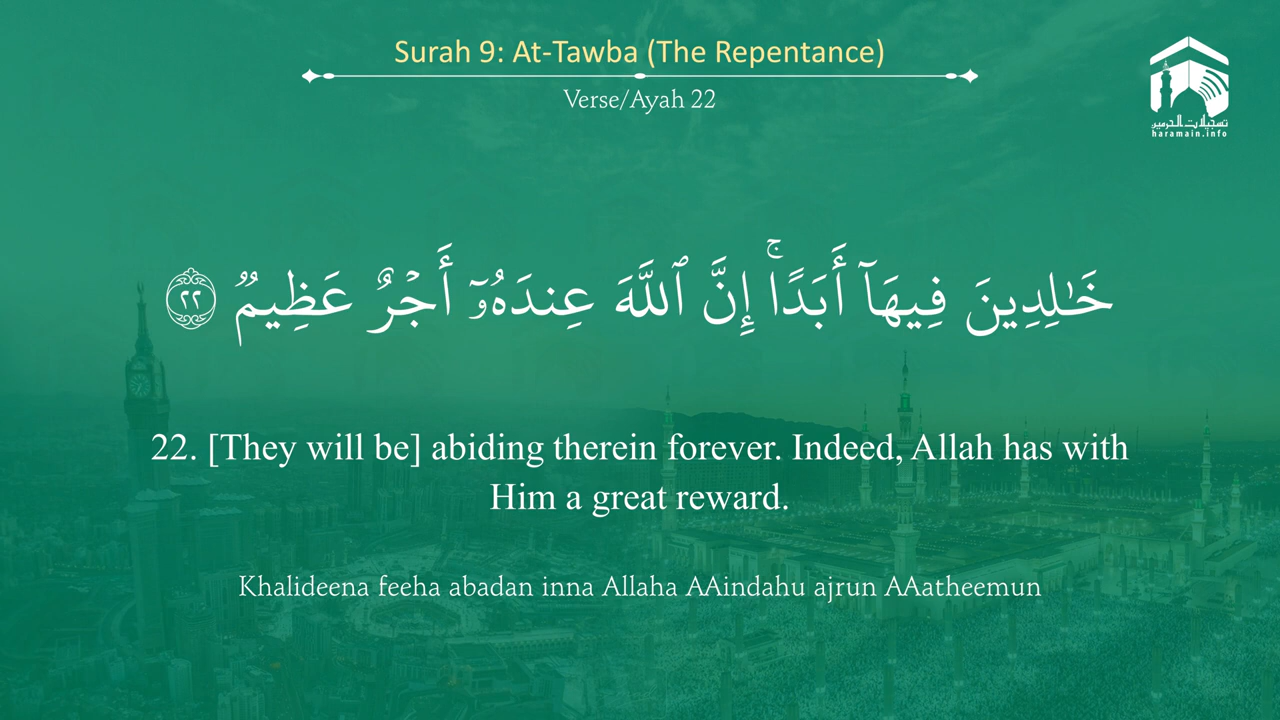 Surah 9: At-Tawba (The Repentance)
Verse/Ayah 22
تسجيلات الحرمين
haramain.info
خَـٰلِدِينَ فِيهَآ أَبَدًا ۚ إِنَّ ٱللَّهَ عِندَهُۥٓ أَجْرٌ عَظِيمٌ ٢٢
22. [They will be] abiding therein forever. Indeed, Allah has with
Him a great reward.
Khalideena feeha abadan inna Allaha AAindahu ajrun AAatheemun